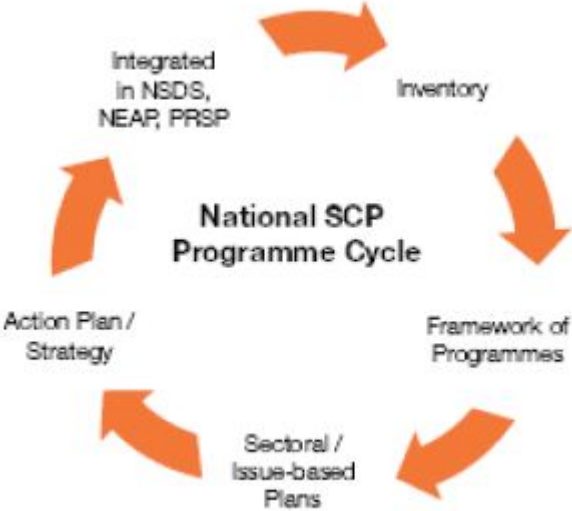 Integrated
in NSDS,
NEAP, PRSP
Inventory
National SCP
Programme Cycle
Action Plan /
Strategy
Framework of
Programmes
Sectoral /
Issue-based
Plans